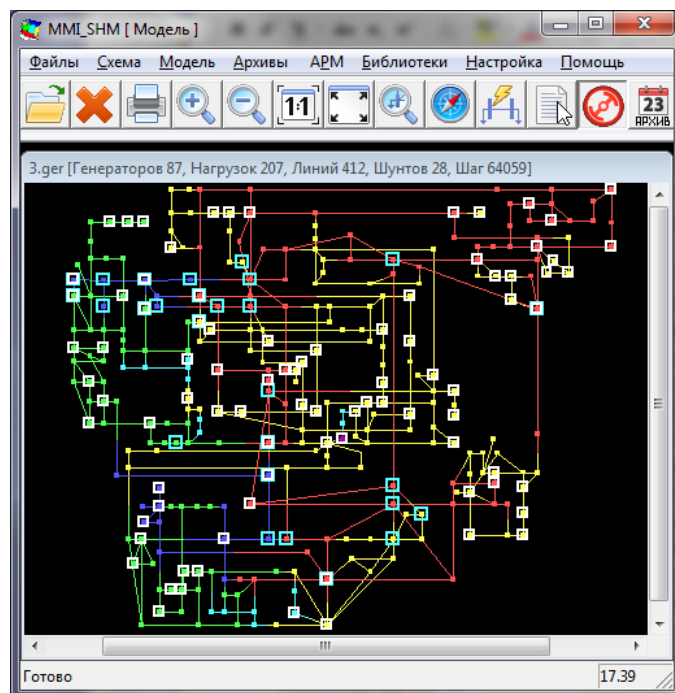 MMI_SHM [ Модель ]
Файлы Схема Модель Архивы АРМ Библиотеки Настройка Помощь
1:1 23
АРХИВ
3.ger [Генераторов 87, Нагрузок 207, Линий 412, Шунтов 28, Шаг 64059]
Готово 17.39